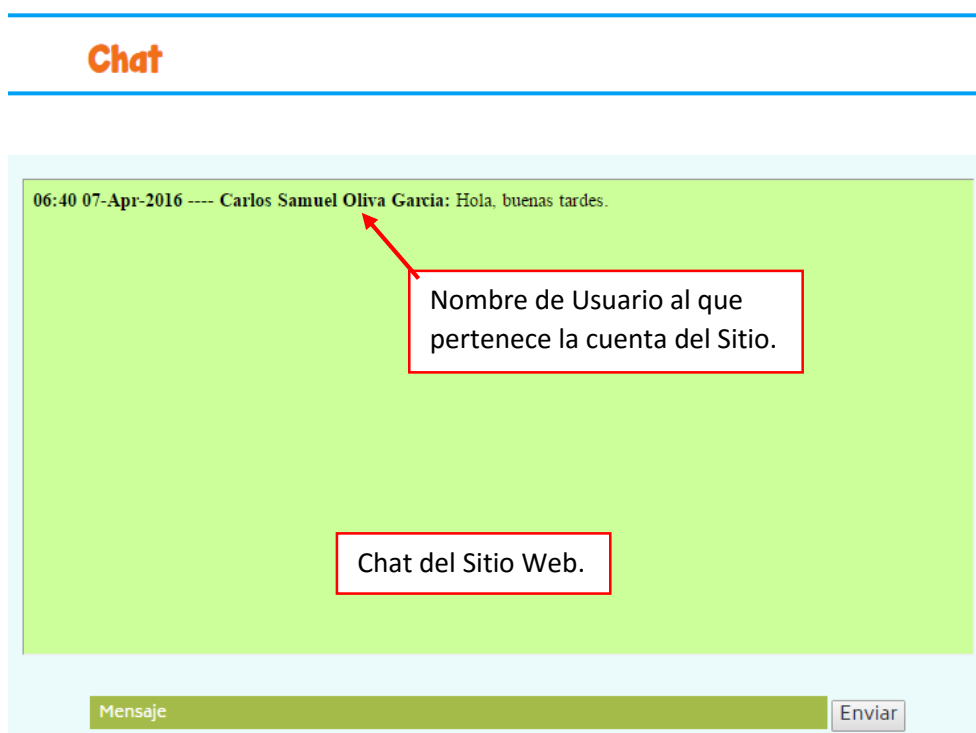 Chat
06:40 07-Apr-2016 ---- Carlos Samuel Oliva Garcia: Hola, buenas tardes.
Nombre de Usuario al que
pertenece la cuenta del Sitio.
Chat del Sitio Web.
Mensaje
Enviar